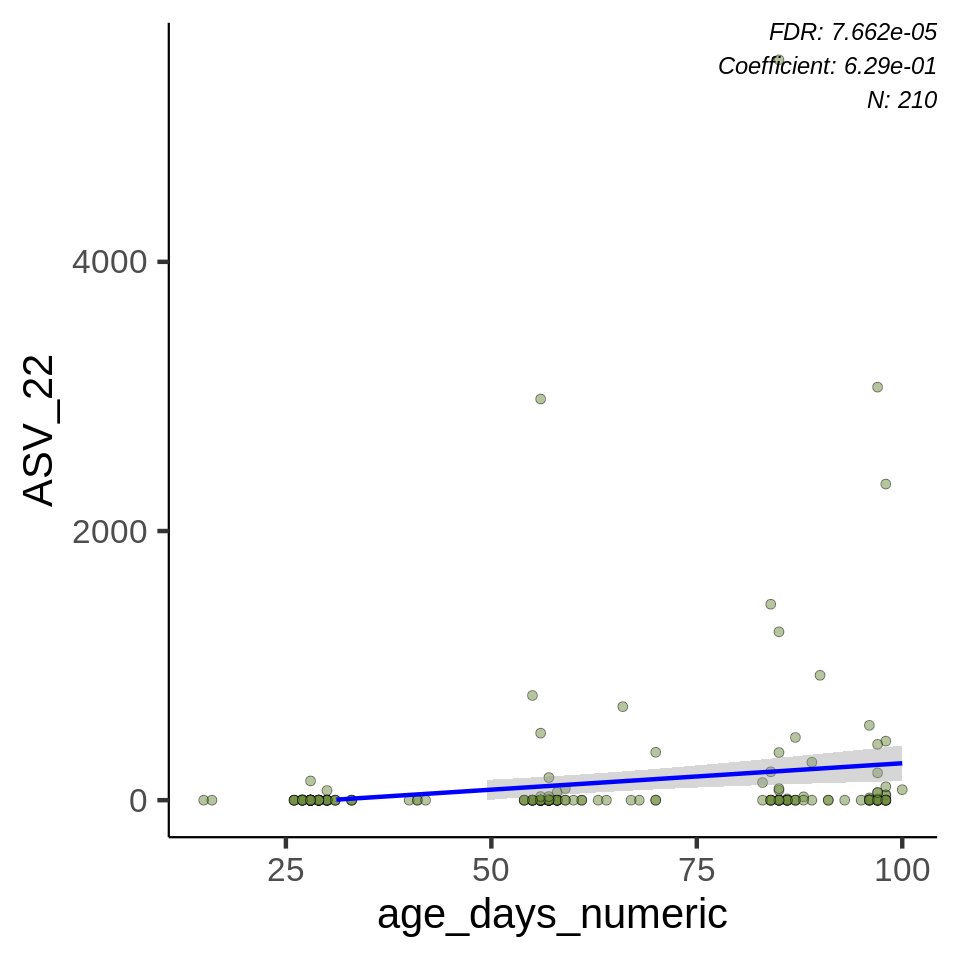 FDR: 7.662e-05
Coefficient: 6.29e-01
N: 210
4000
2000
0
ASV_22
25 50 75 100
age_days_numeric